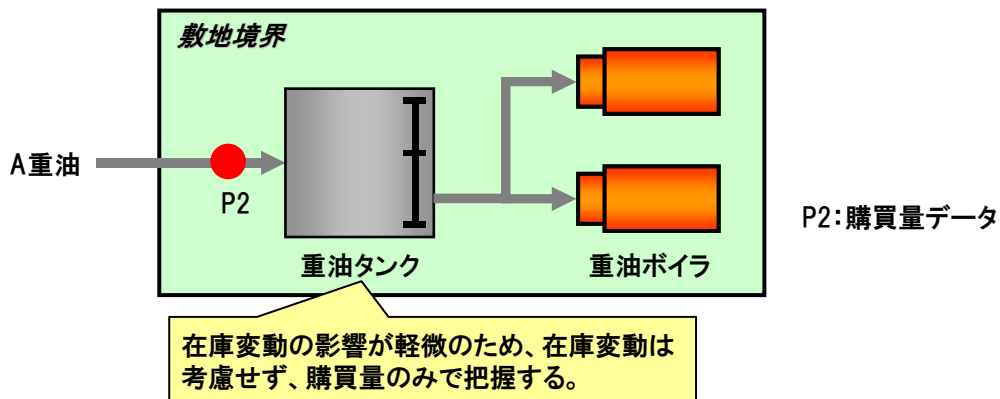 敷地境界
A重油
P2
重油タンク
重油ボイラ
P2：購買量データ
在庫変動の影響が軽微のため、在庫変動は
考慮せず、購買量のみで把握する。